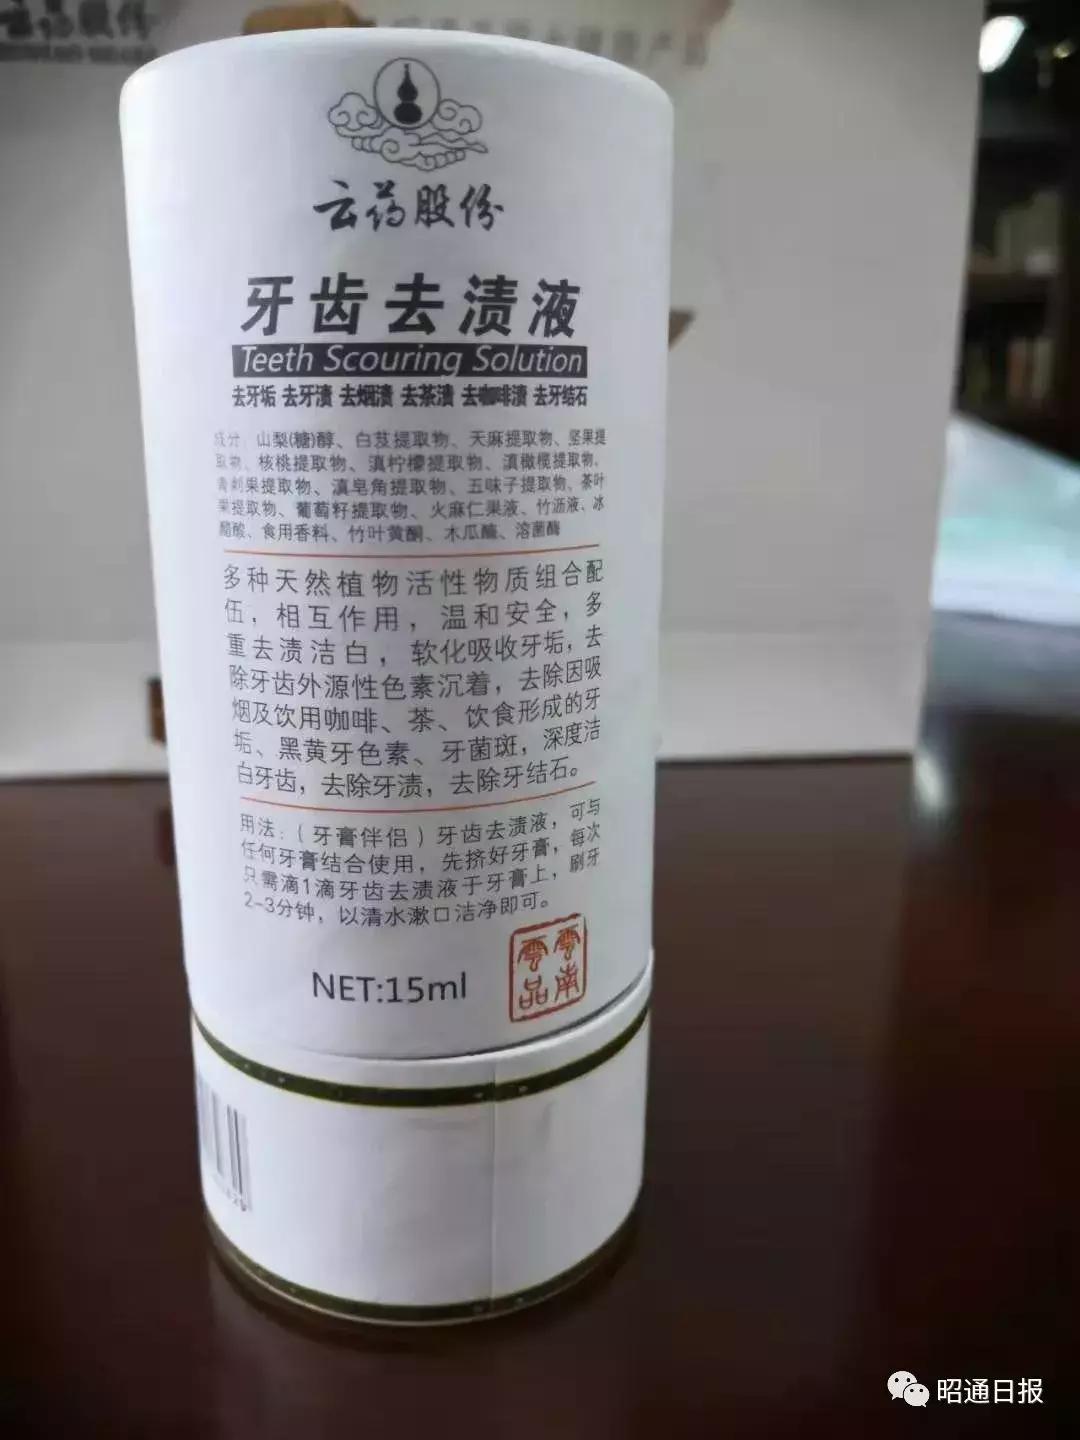 云药股份
云药股份
牙齿去渍液
Teeth Scouring Solution
去牙垢 去牙渍 去烟渍 去茶渍 去咖啡渍 去牙结石
成分：山梨(糖)醇、白芨提取物、天麻提取物、坚果提
取物、核桃提取物、滇柠檬提取物、滇橄榄提取物、
青刺果提取物、滇皂角提取物、五味子提取物、茶叶
果提取物、葡萄籽提取物、火麻仁果液、竹沥液、冰
醋酸、食用香料、竹叶黄酮、木瓜酶、溶菌酶
多种天然植物活性物质组合配
伍，相互作用，温和安全，多
重去渍洁白，软化吸收牙垢，去
除牙齿外源性色素沉着，去除因吸
烟及饮用咖啡、茶、饮食形成的牙
垢、黑黄牙色素、牙菌斑，深度洁
白牙齿，去除牙渍，去除牙结石。
用法：（牙膏伴侣）牙齿去渍液，可与
任何牙膏结合使用，先挤好牙膏，每次
只需滴1滴牙齿去渍液于牙膏上，刷牙
2-3分钟，以清水漱口洁净即可。
NET:15ml
雲南
雲品
昭通日报